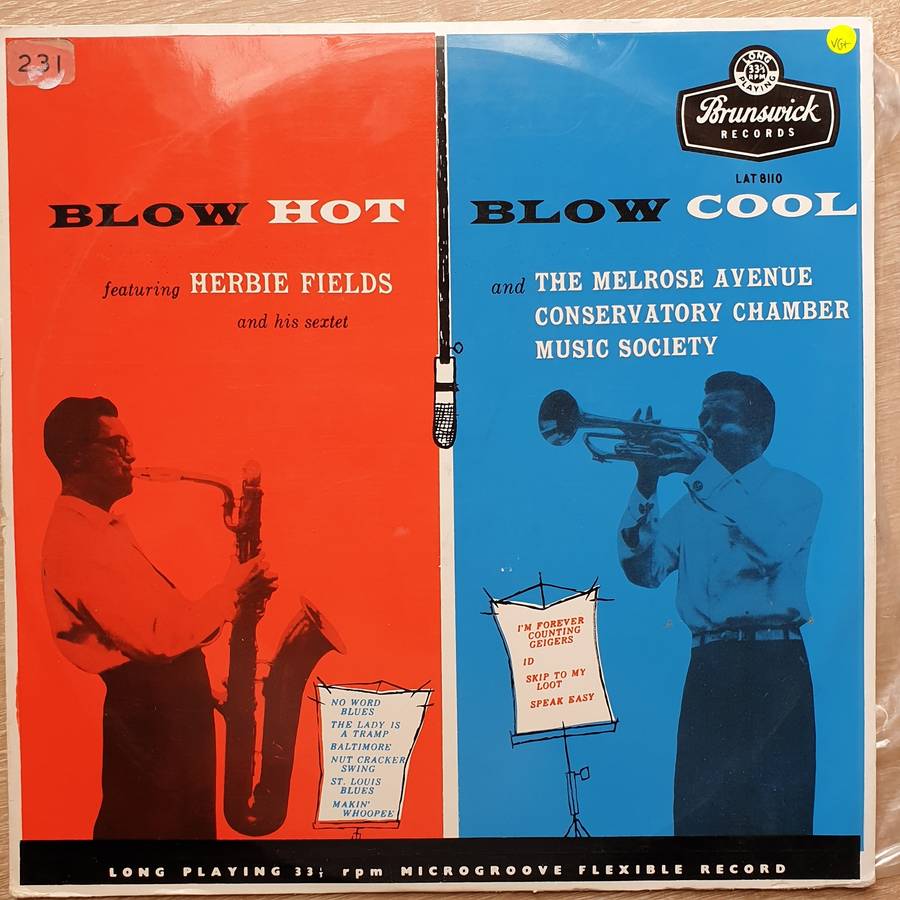 231
VG+
LONG
33⅓
RPM
PLAYING
Brunswick
RECORDS
LAT 8110
BLOW HOT
BLOW COOL
featuring HERBIE FIELDS
and his sextet
and THE MELROSE AVENUE
CONSERVATORY CHAMBER
MUSIC SOCIETY
NO WORD
BLUES
THE LADY IS
A TRAMP
BALTIMORE
NUT CRACKER
SWING
ST. LOUIS
BLUES
MAKIN'
WHOOPEE
I'M FOREVER
COUNTING
GEIGERS
ID
SKIP TO MY
LOOT
SPEAK EASY
LONG PLAYING 33⅓ rpm MICROGROOVE FLEXIBLE RECORD